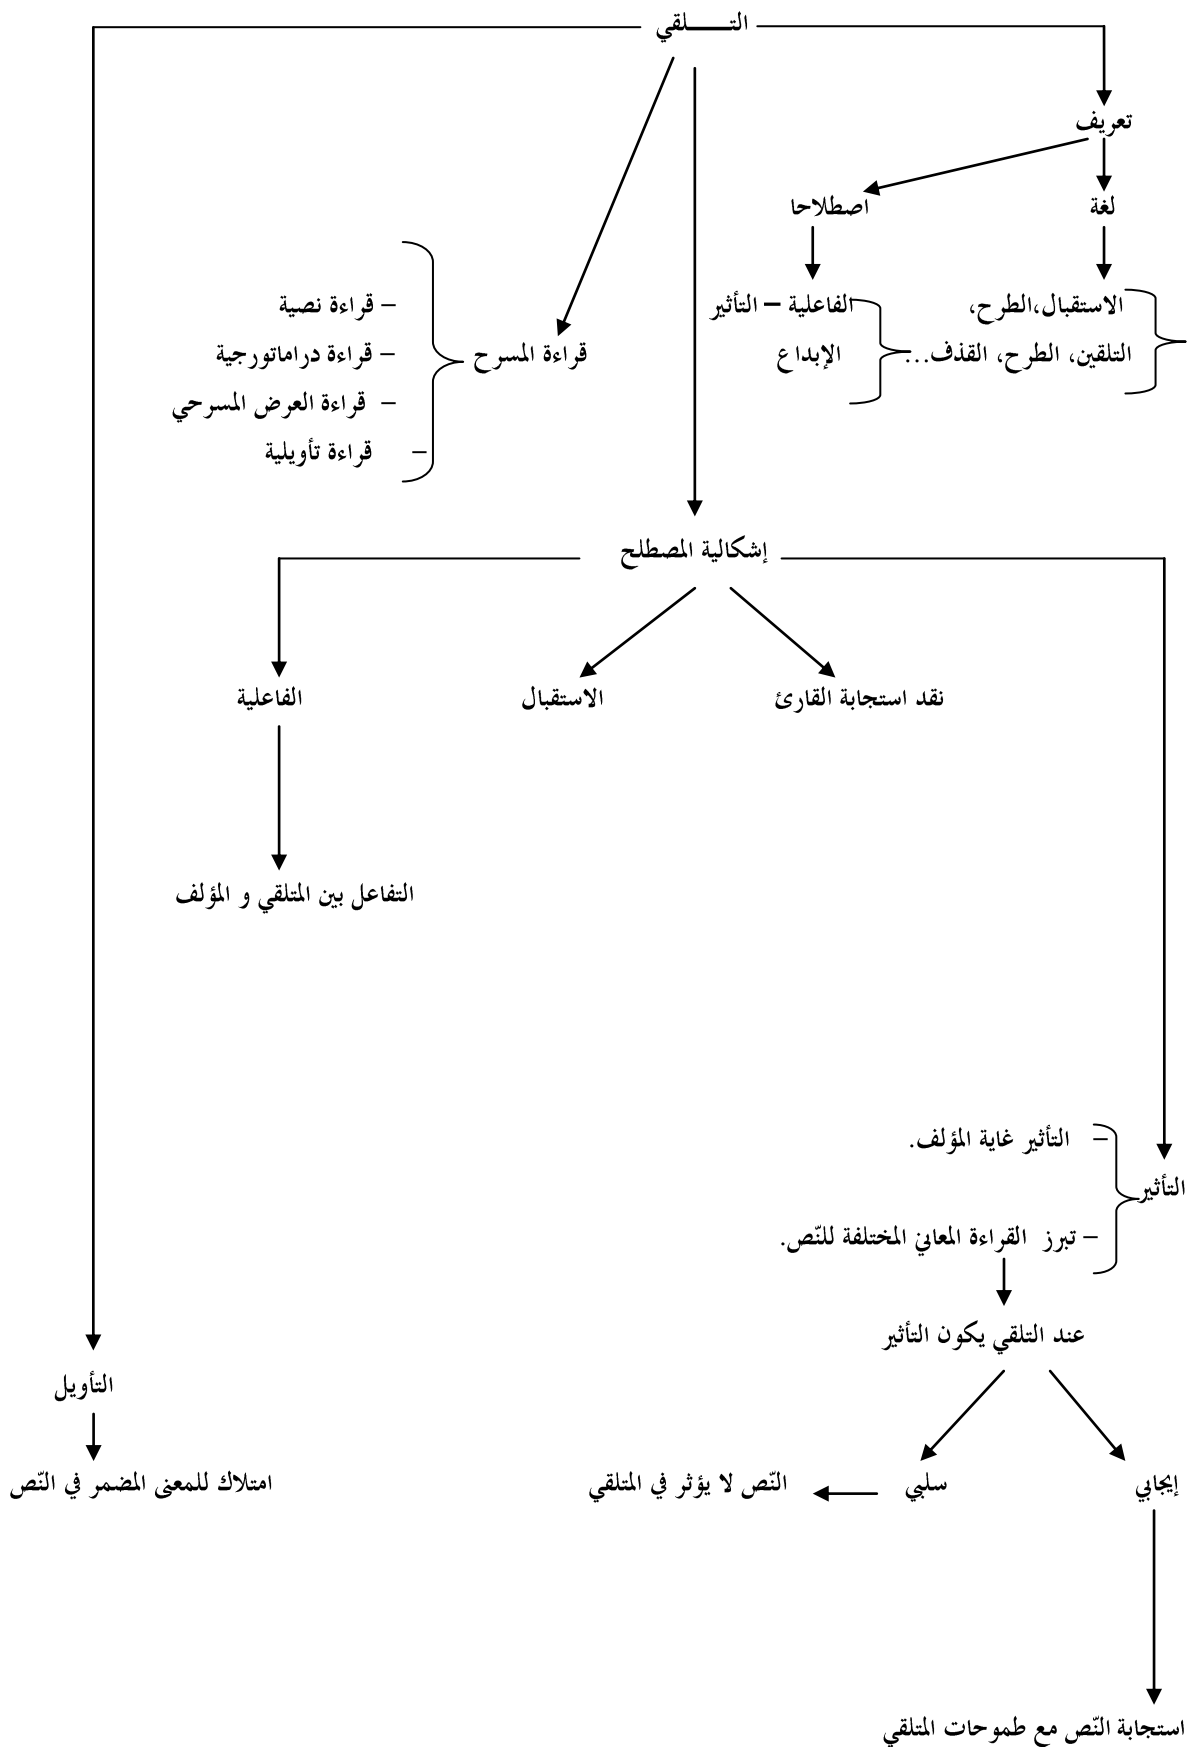 التـــــلقي
تعريف
اصطلاحا
لغة
الاستقبال،الطرح،
التلقين، الطرح، القذف...
الفاعلية – التأثير
الإبداع
قراءة المسرح
– قراءة نصية
– قراءة دراماتورجية
– قراءة العرض المسرحي
– قراءة تأويلية
إشكالية المصطلح
نقد استجابة القارئ
الاستقبال
الفاعلية
التفاعل بين المتلقي و المؤلف
التأثير
– التأثير غاية المؤلف.
– تبرز القراءة المعاني المختلفة للنّص.
عند التلقي يكون التأثير
التأويل
إيجابي
سلبي
النّص لا يؤثر في المتلقي
امتلاك للمعنى المضمر في النّص
استجابة النّص مع طموحات المتلقي